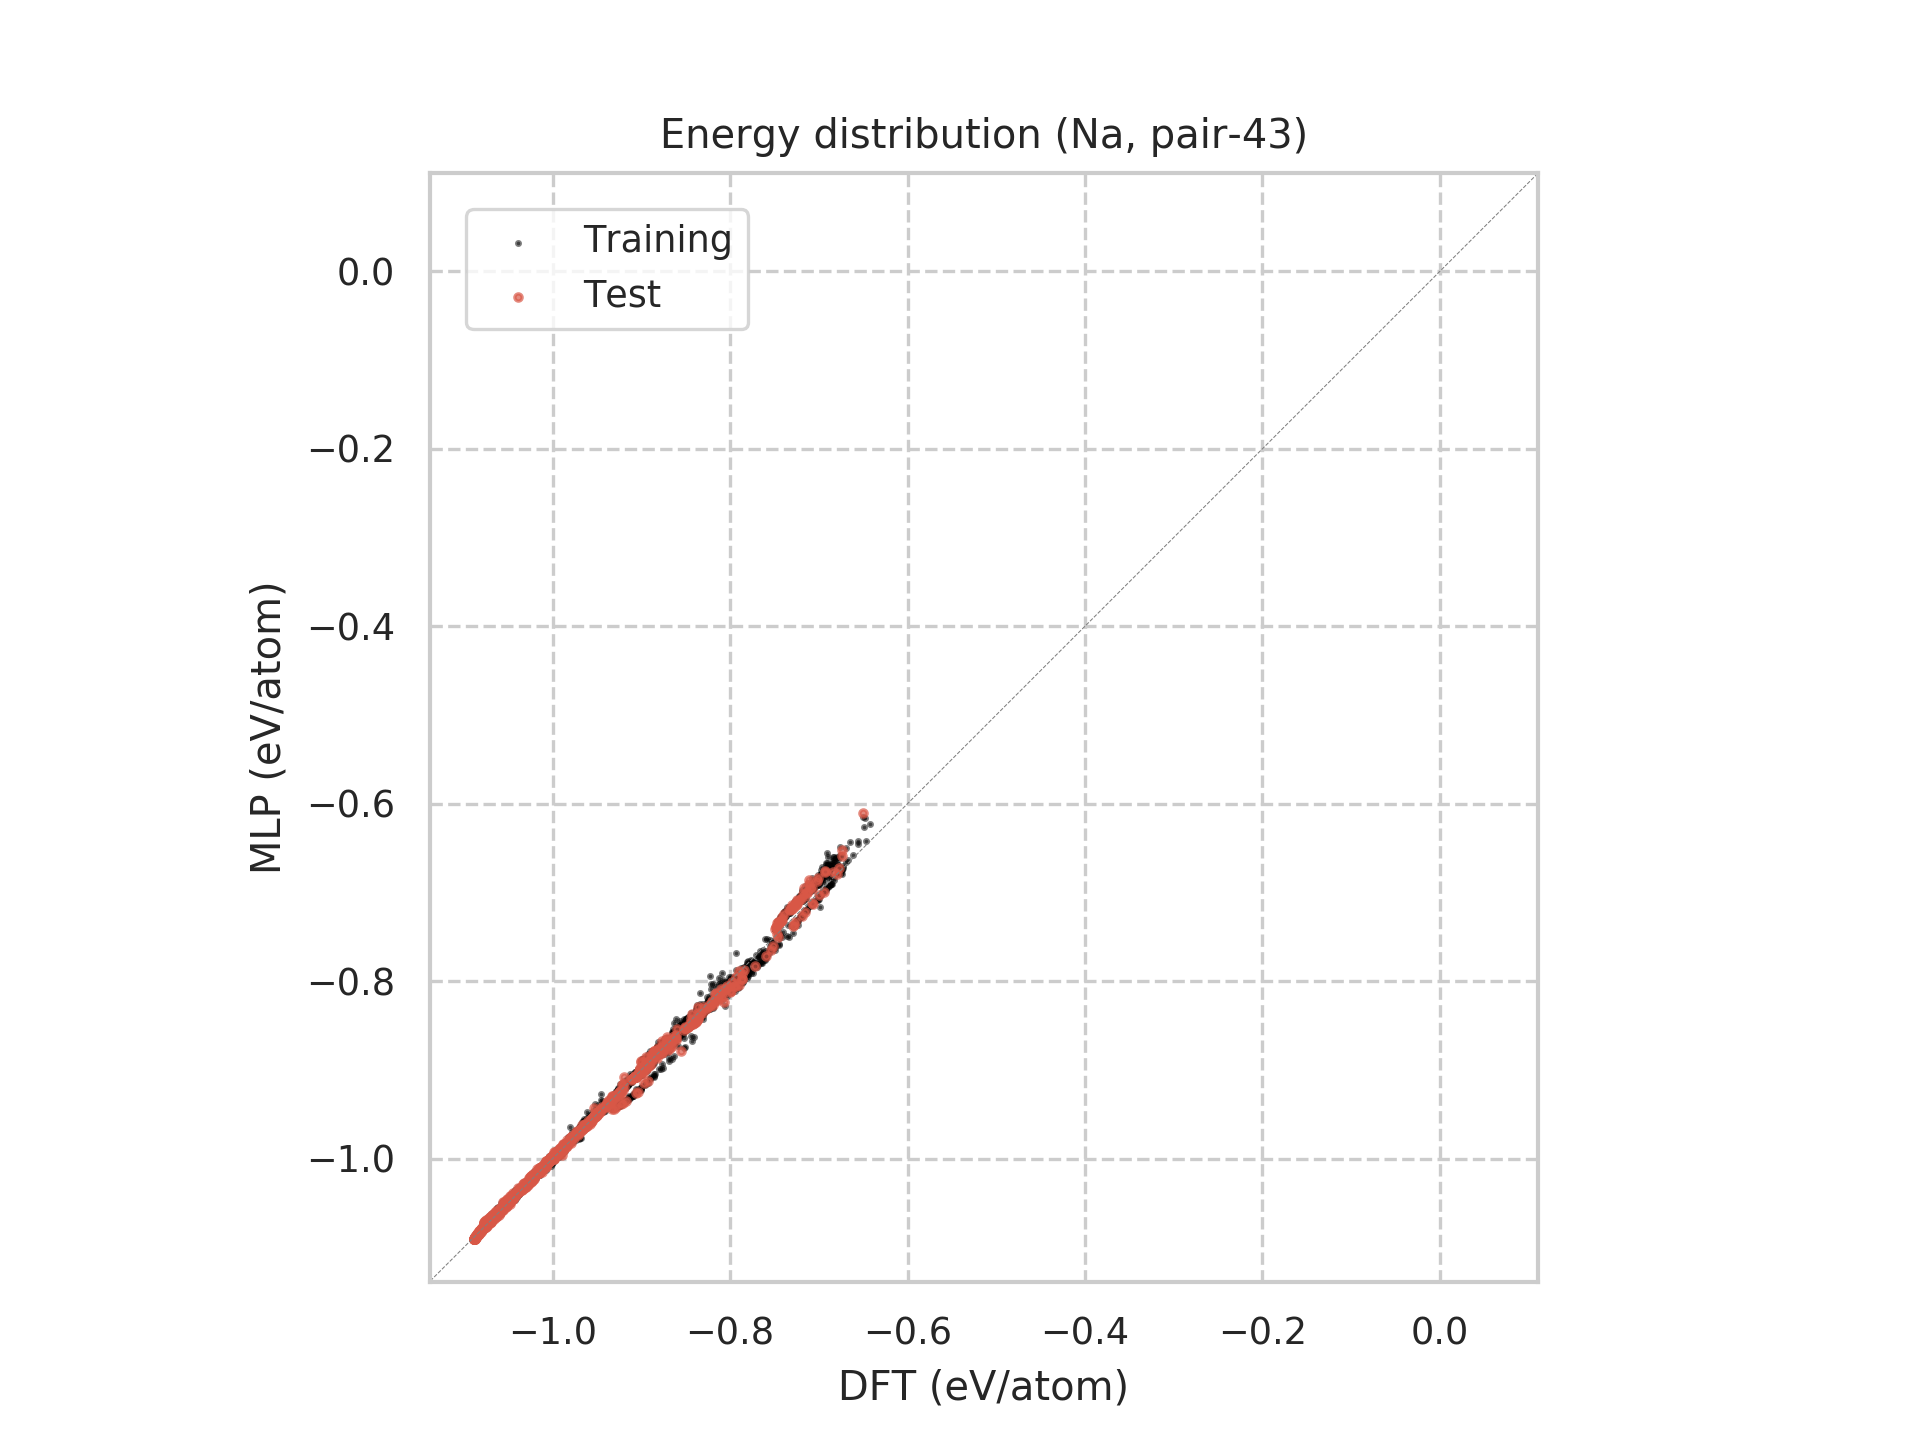 Energy distribution (Na, pair-43)
Training
Test
0.0
−0.2
−0.4
−0.6
−0.8
−1.0
MLP (eV/atom)
−1.0 −0.8 −0.6 −0.4 −0.2 0.0
DFT (eV/atom)